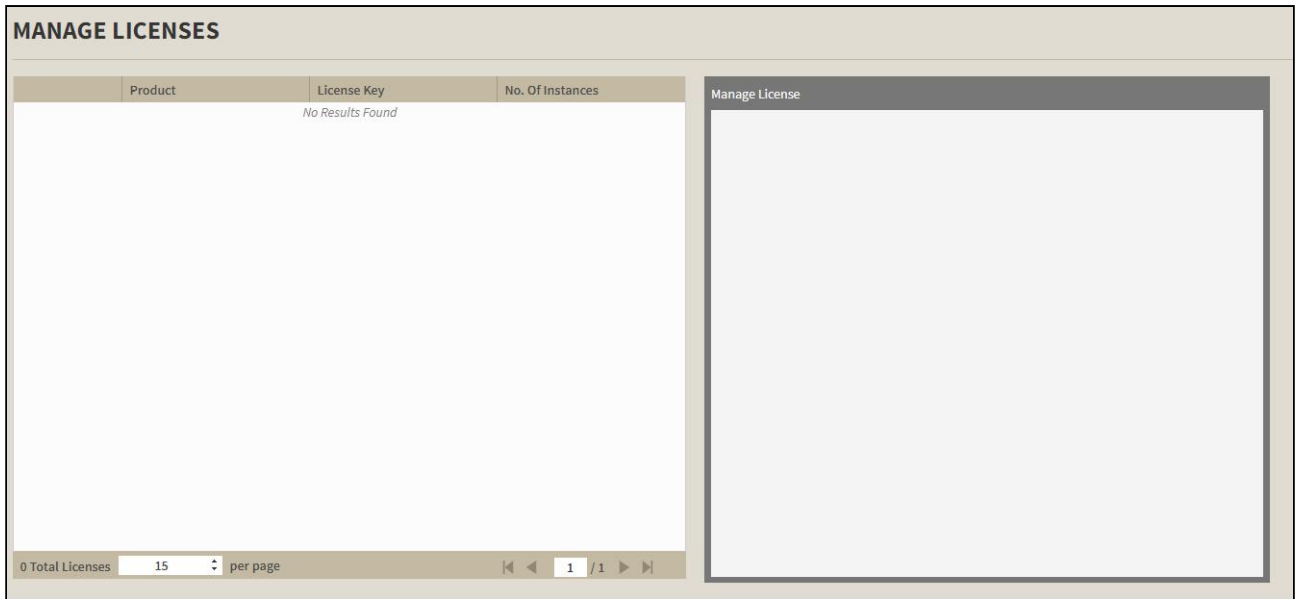 MANAGE LICENSES
Product License Key No. Of Instances
No Results Found
0 Total Licenses 15 per page 1 / 1
Manage License